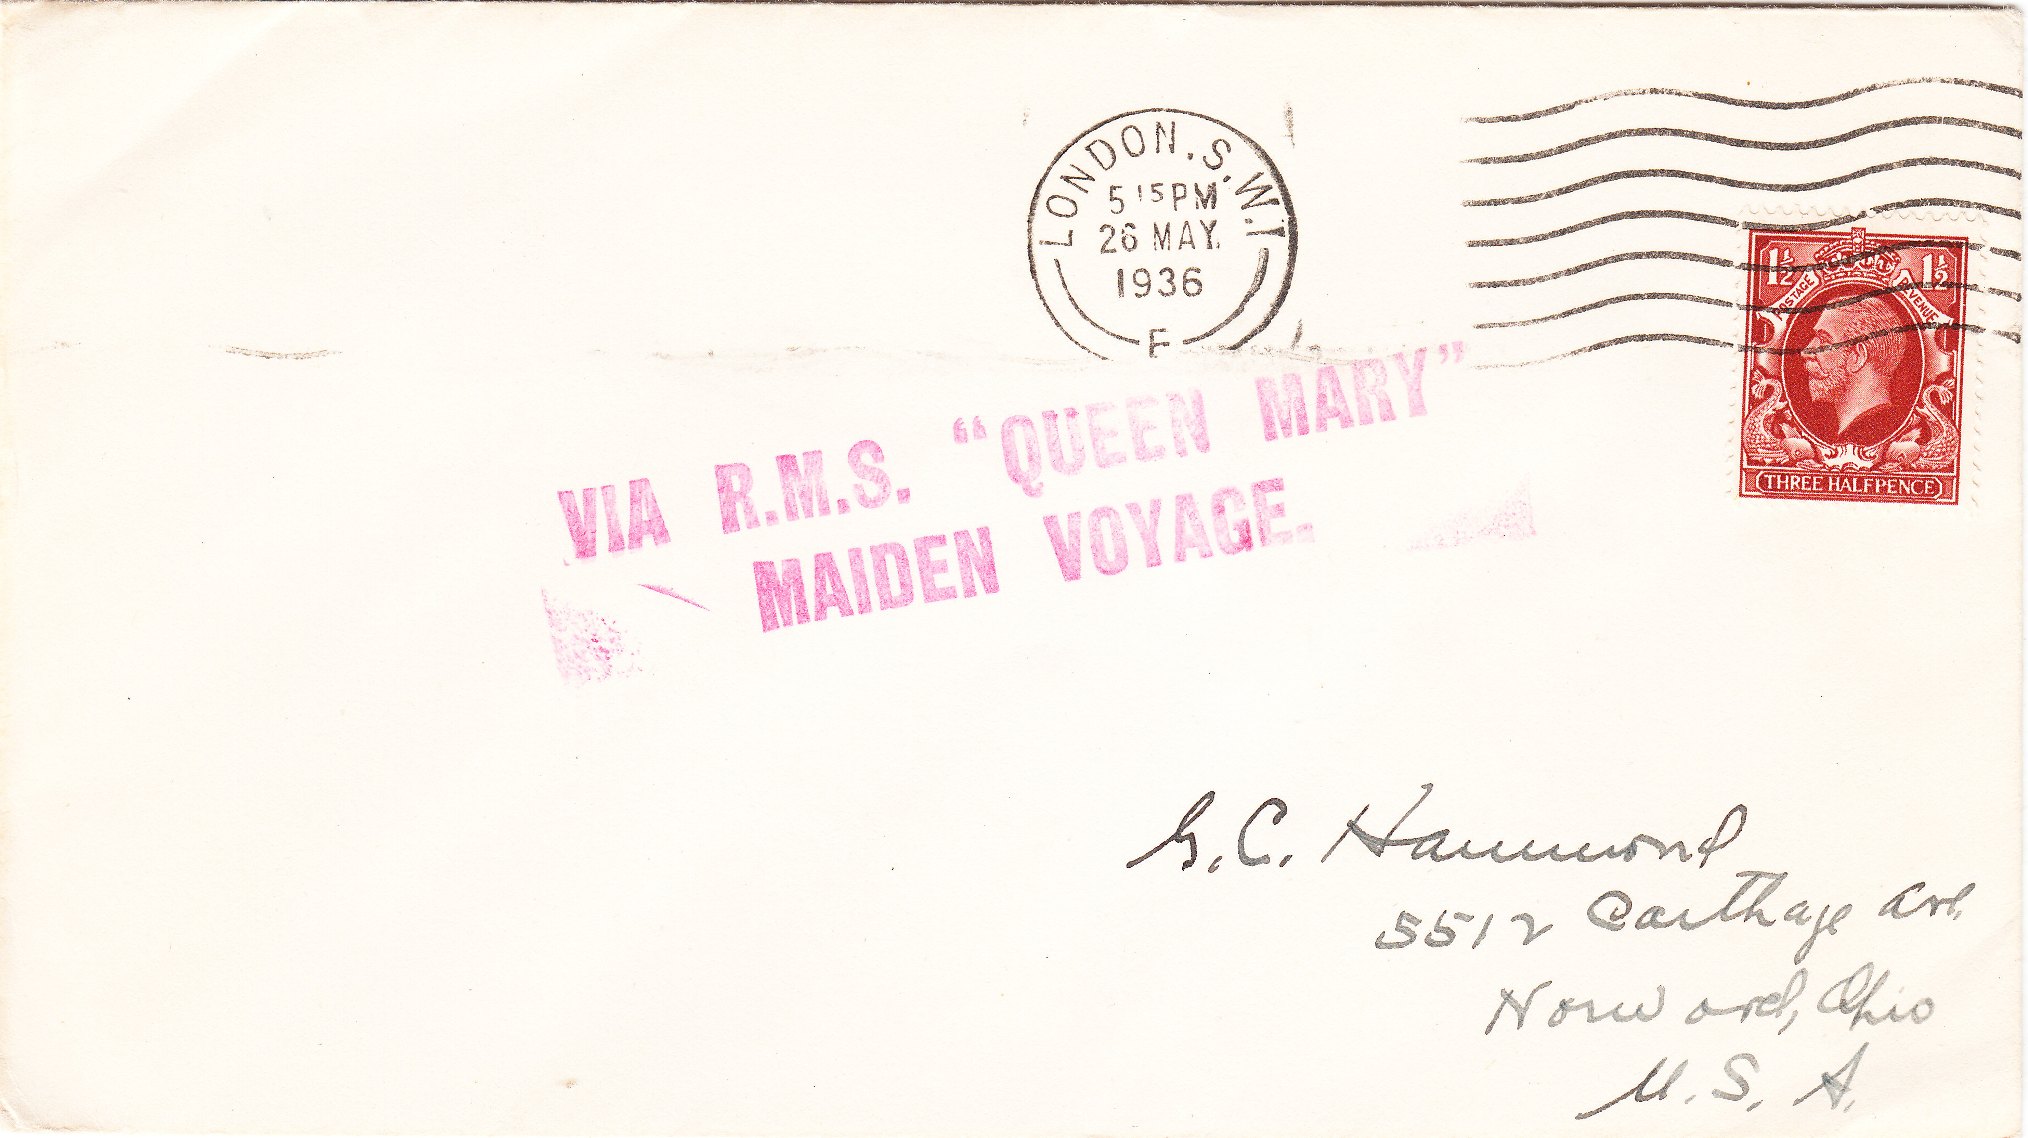 LONDON. S.W.1
5 15 PM
26 MAY.
1936
E
1½ 1½
POSTAGE REVENUE
THREE HALFPENCE
VIA R.M.S. "QUEEN MARY"
MAIDEN VOYAGE.
G. C. Hammond
5512 Carthage Ave.
Norwood, Ohio
U. S. A.